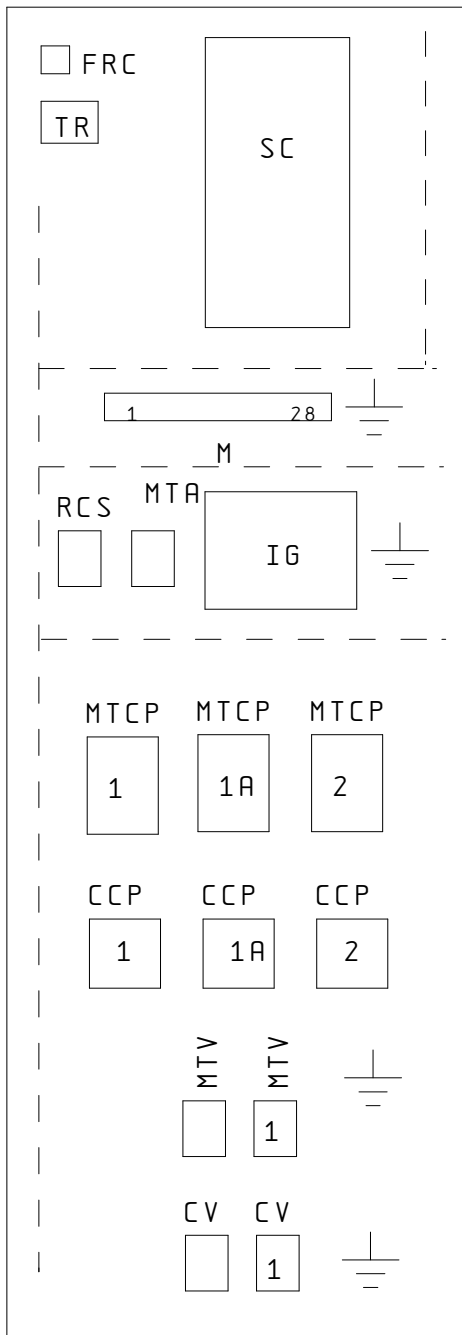 FRC
TR
SC
1 28
M
RCS MTA
IG
MTCP MTCP MTCP
1 1A 2
CCP CCP CCP
1 1A 2
MTV MTV
1
CV CV
1